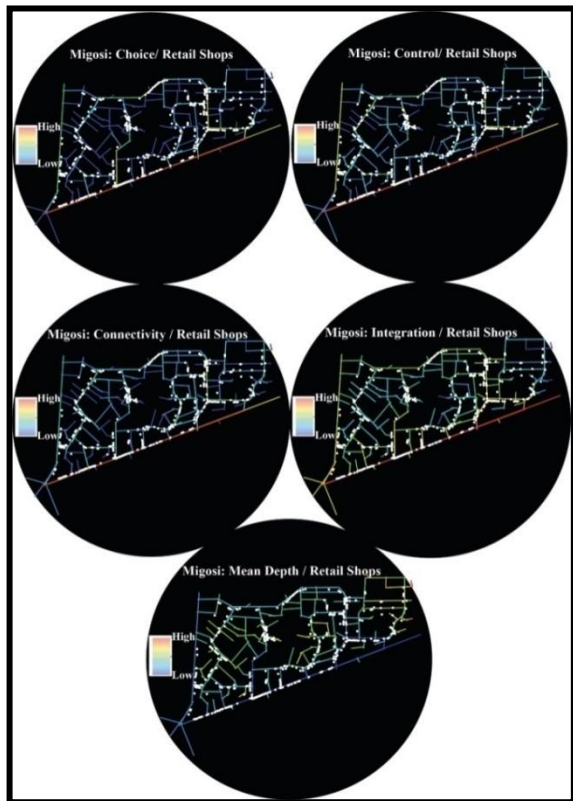 Migosi: Choice/ Retail Shops
High
Low
Migosi: Control/ Retail Shops
High
Low
Migosi: Connectivity / Retail Shops
High
Low
Migosi: Integration / Retail Shops
High
Low
Migosi: Mean Depth / Retail Shops
High
Low